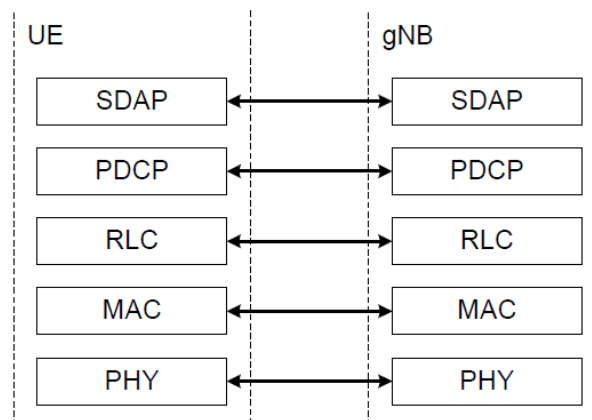 UE gNB
SDAP SDAP
PDCP PDCP
RLC RLC
MAC MAC
PHY PHY